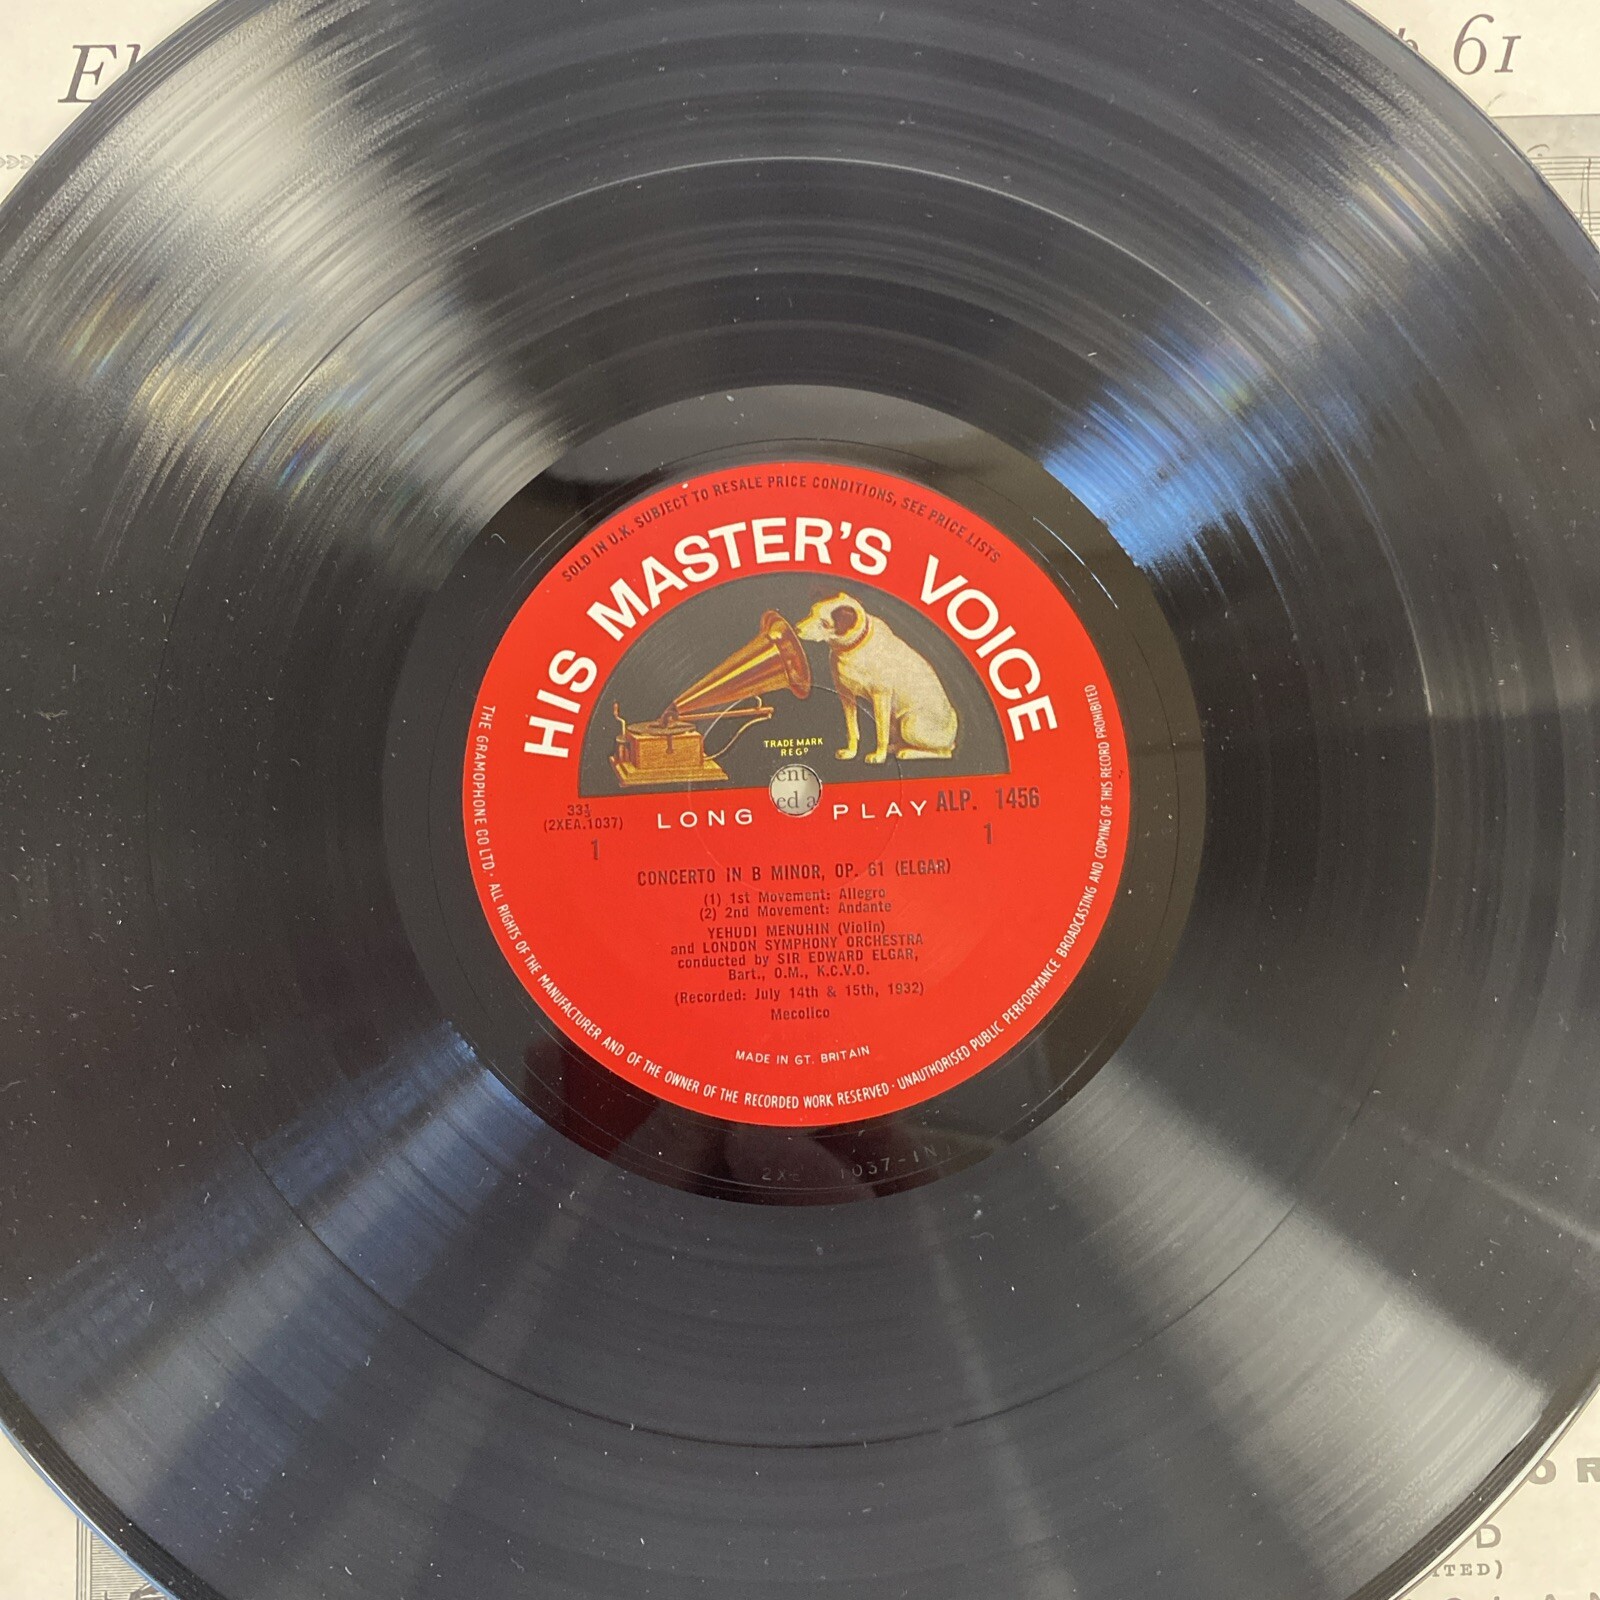 61
SOLD IN U.K. SUBJECT TO RESALE PRICE CONDITIONS, SEE PRICE LISTS
HIS MASTER'S VOICE
TRADE MARK
REGD
33⅓
(2XEA.1037)
1
LONG PLAY
ALP. 1456
1
CONCERTO IN B MINOR, OP. 61 (ELGAR)
(1) 1st Movement: Allegro
(2) 2nd Movement: Andante
YEHUDI MENUHIN (Violin)
and LONDON SYMPHONY ORCHESTRA
conducted by SIR EDWARD ELGAR,
Bart., O.M., K.C.V.O.
(Recorded: July 14th & 15th, 1932)
Mecolico
MADE IN GT. BRITAIN
THE GRAMOPHONE CO LTD · ALL RIGHTS OF THE MANUFACTURER AND OF THE OWNER OF THE RECORDED WORK RESERVED · UNAUTHORISED PUBLIC PERFORMANCE BROADCASTING AND COPYING OF THIS RECORD PROHIBITED
1037-1N